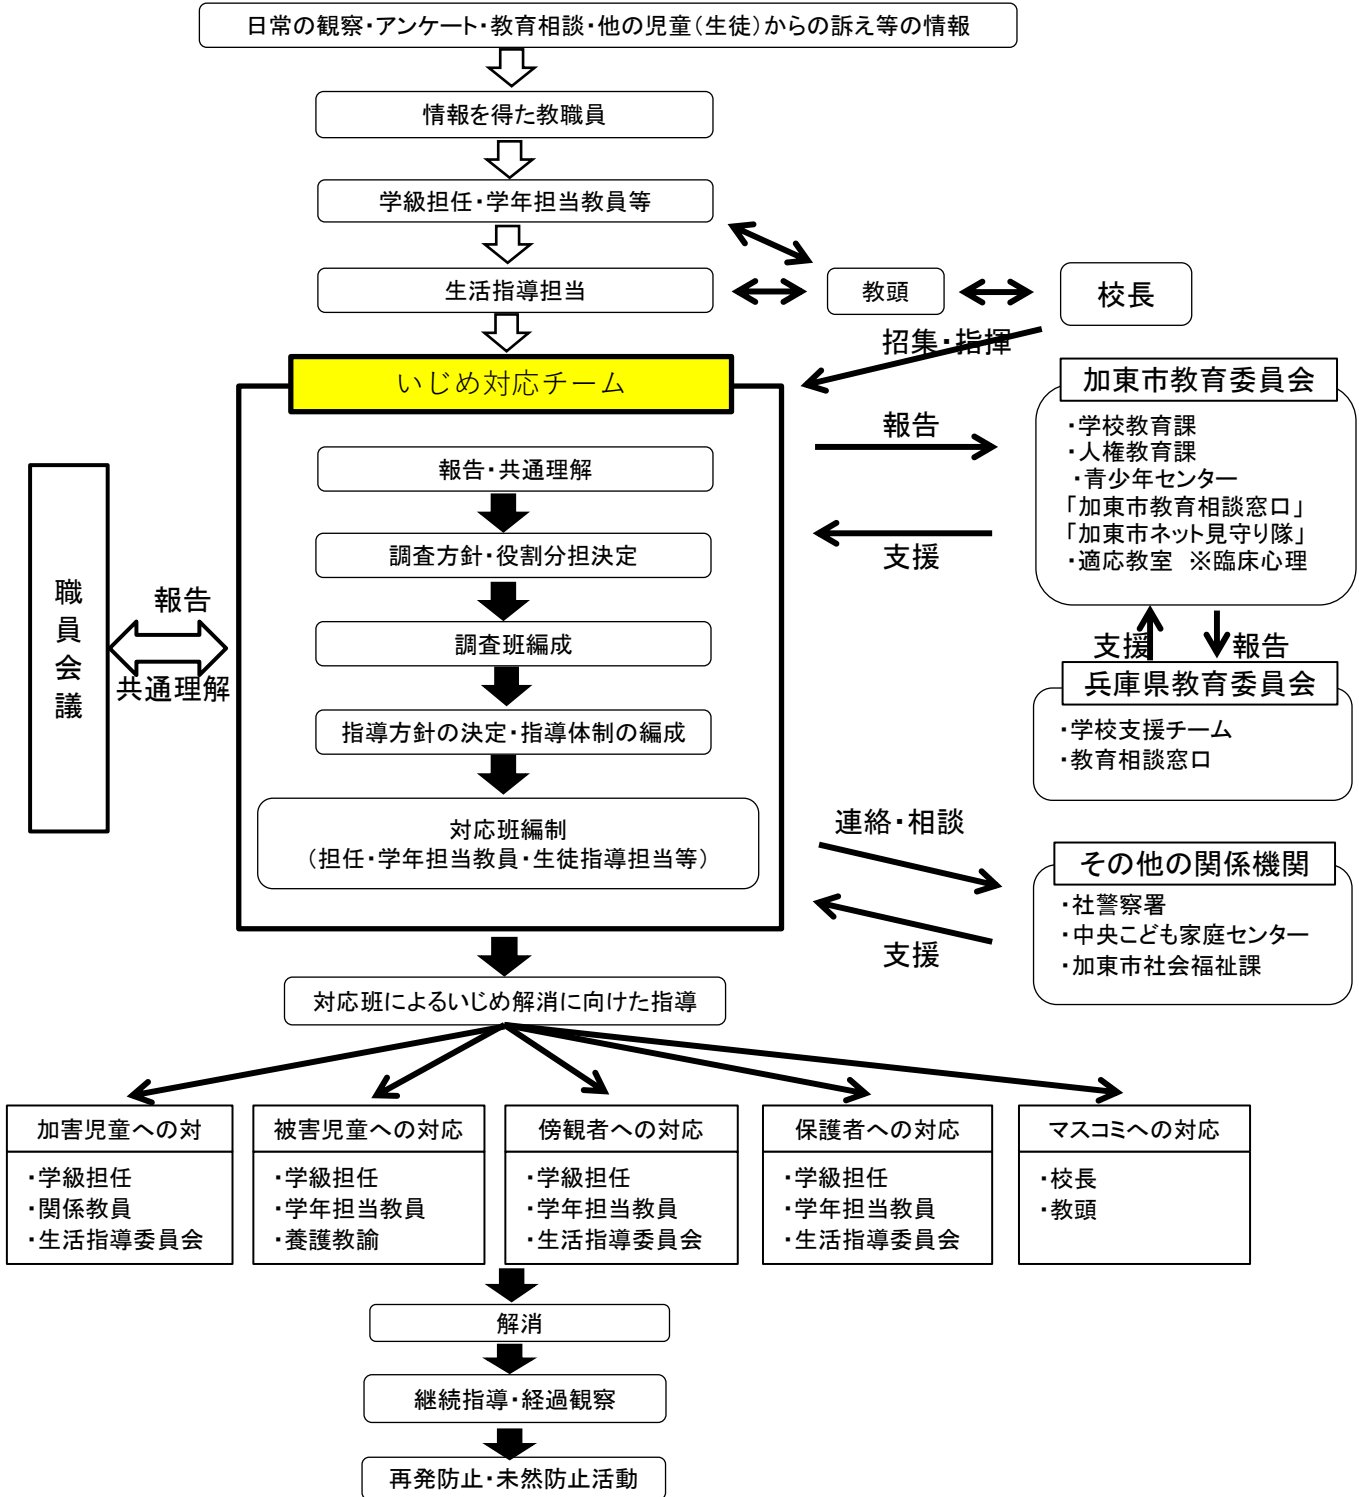 日常の観察・アンケート・教育相談・他の児童(生徒)からの訴え等の情報
情報を得た教職員
学級担任・学年担当教員等
生活指導担当
教頭
校長
招集・指揮
いじめ対応チーム
加東市教育委員会
・学校教育課
・人権教育課
・青少年センター
「加東市教育相談窓口」
「加東市ネット見守り隊」
・適応教室 ※臨床心理
報告
支援
報告・共通理解
調査方針・役割分担決定
調査班編成
指導方針の決定・指導体制の編成
対応班編制
(担任・学年担当教員・生徒指導担当等)
職員会議
報告
共通理解
支援
報告
兵庫県教育委員会
・学校支援チーム
・教育相談窓口
連絡・相談
支援
その他の関係機関
・社警察署
・中央こども家庭センター
・加東市社会福祉課
対応班によるいじめ解消に向けた指導
加害児童への対
・学級担任
・関係教員
・生活指導委員会
被害児童への対応
・学級担任
・学年担当教員
・養護教諭
傍観者への対応
・学級担任
・学年担当教員
・生活指導委員会
保護者への対応
・学級担任
・学年担当教員
・生活指導委員会
マスコミへの対応
・校長
・教頭
解消
継続指導・経過観察
再発防止・未然防止活動